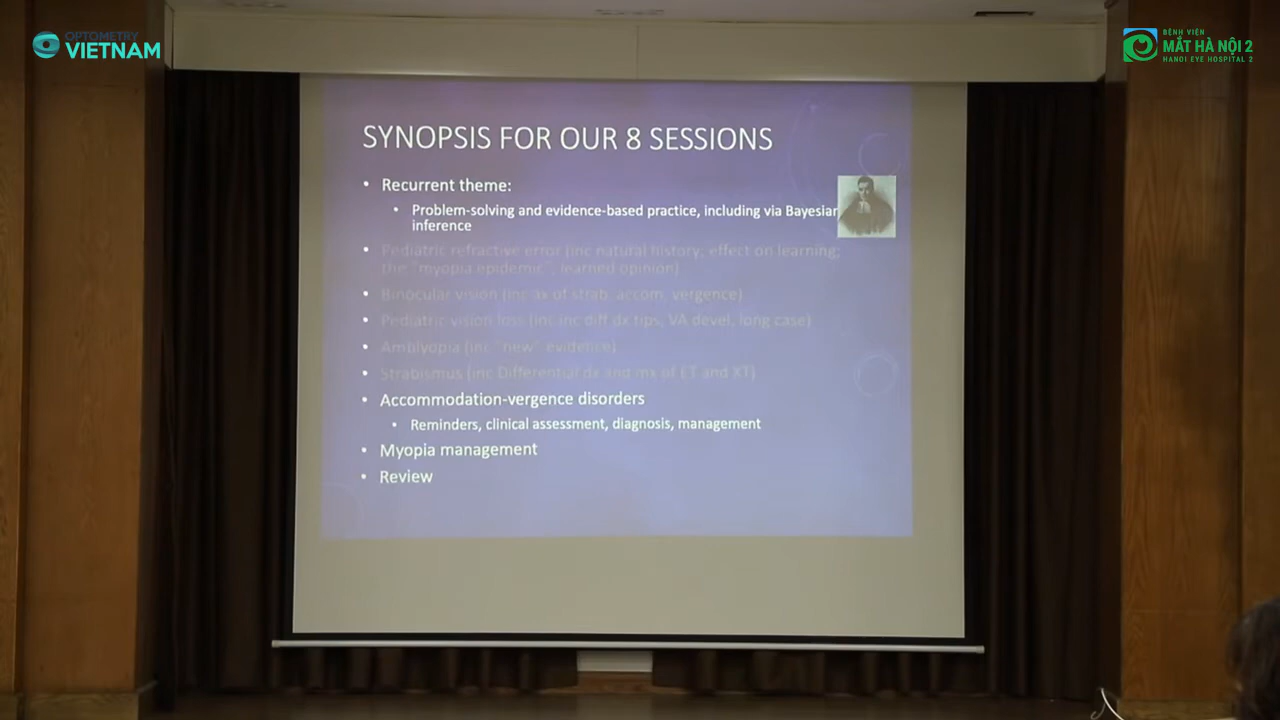 OPTOMETRY
VIETNAM
BỆNH VIỆN
MẮT HÀ NỘI 2
HANOI EYE HOSPITAL 2
SYNOPSIS FOR OUR 8 SESSIONS
• Recurrent theme:
• Problem-solving and evidence-based practice, including via Bayesian
inference
• Pediatric refractive error (inc natural history; effect on learning;
the "myopia epidemic"; learned opinion)
• Binocular vision (inc ax of strab, accom, vergence)
• Pediatric vision loss (inc diff dx tips, VA devel, long case)
• Amblyopia (inc "new" evidence)
• Strabismus (inc Differential dx and mx of ET and XT)
• Accommodation-vergence disorders
• Reminders, clinical assessment, diagnosis, management
• Myopia management
• Review